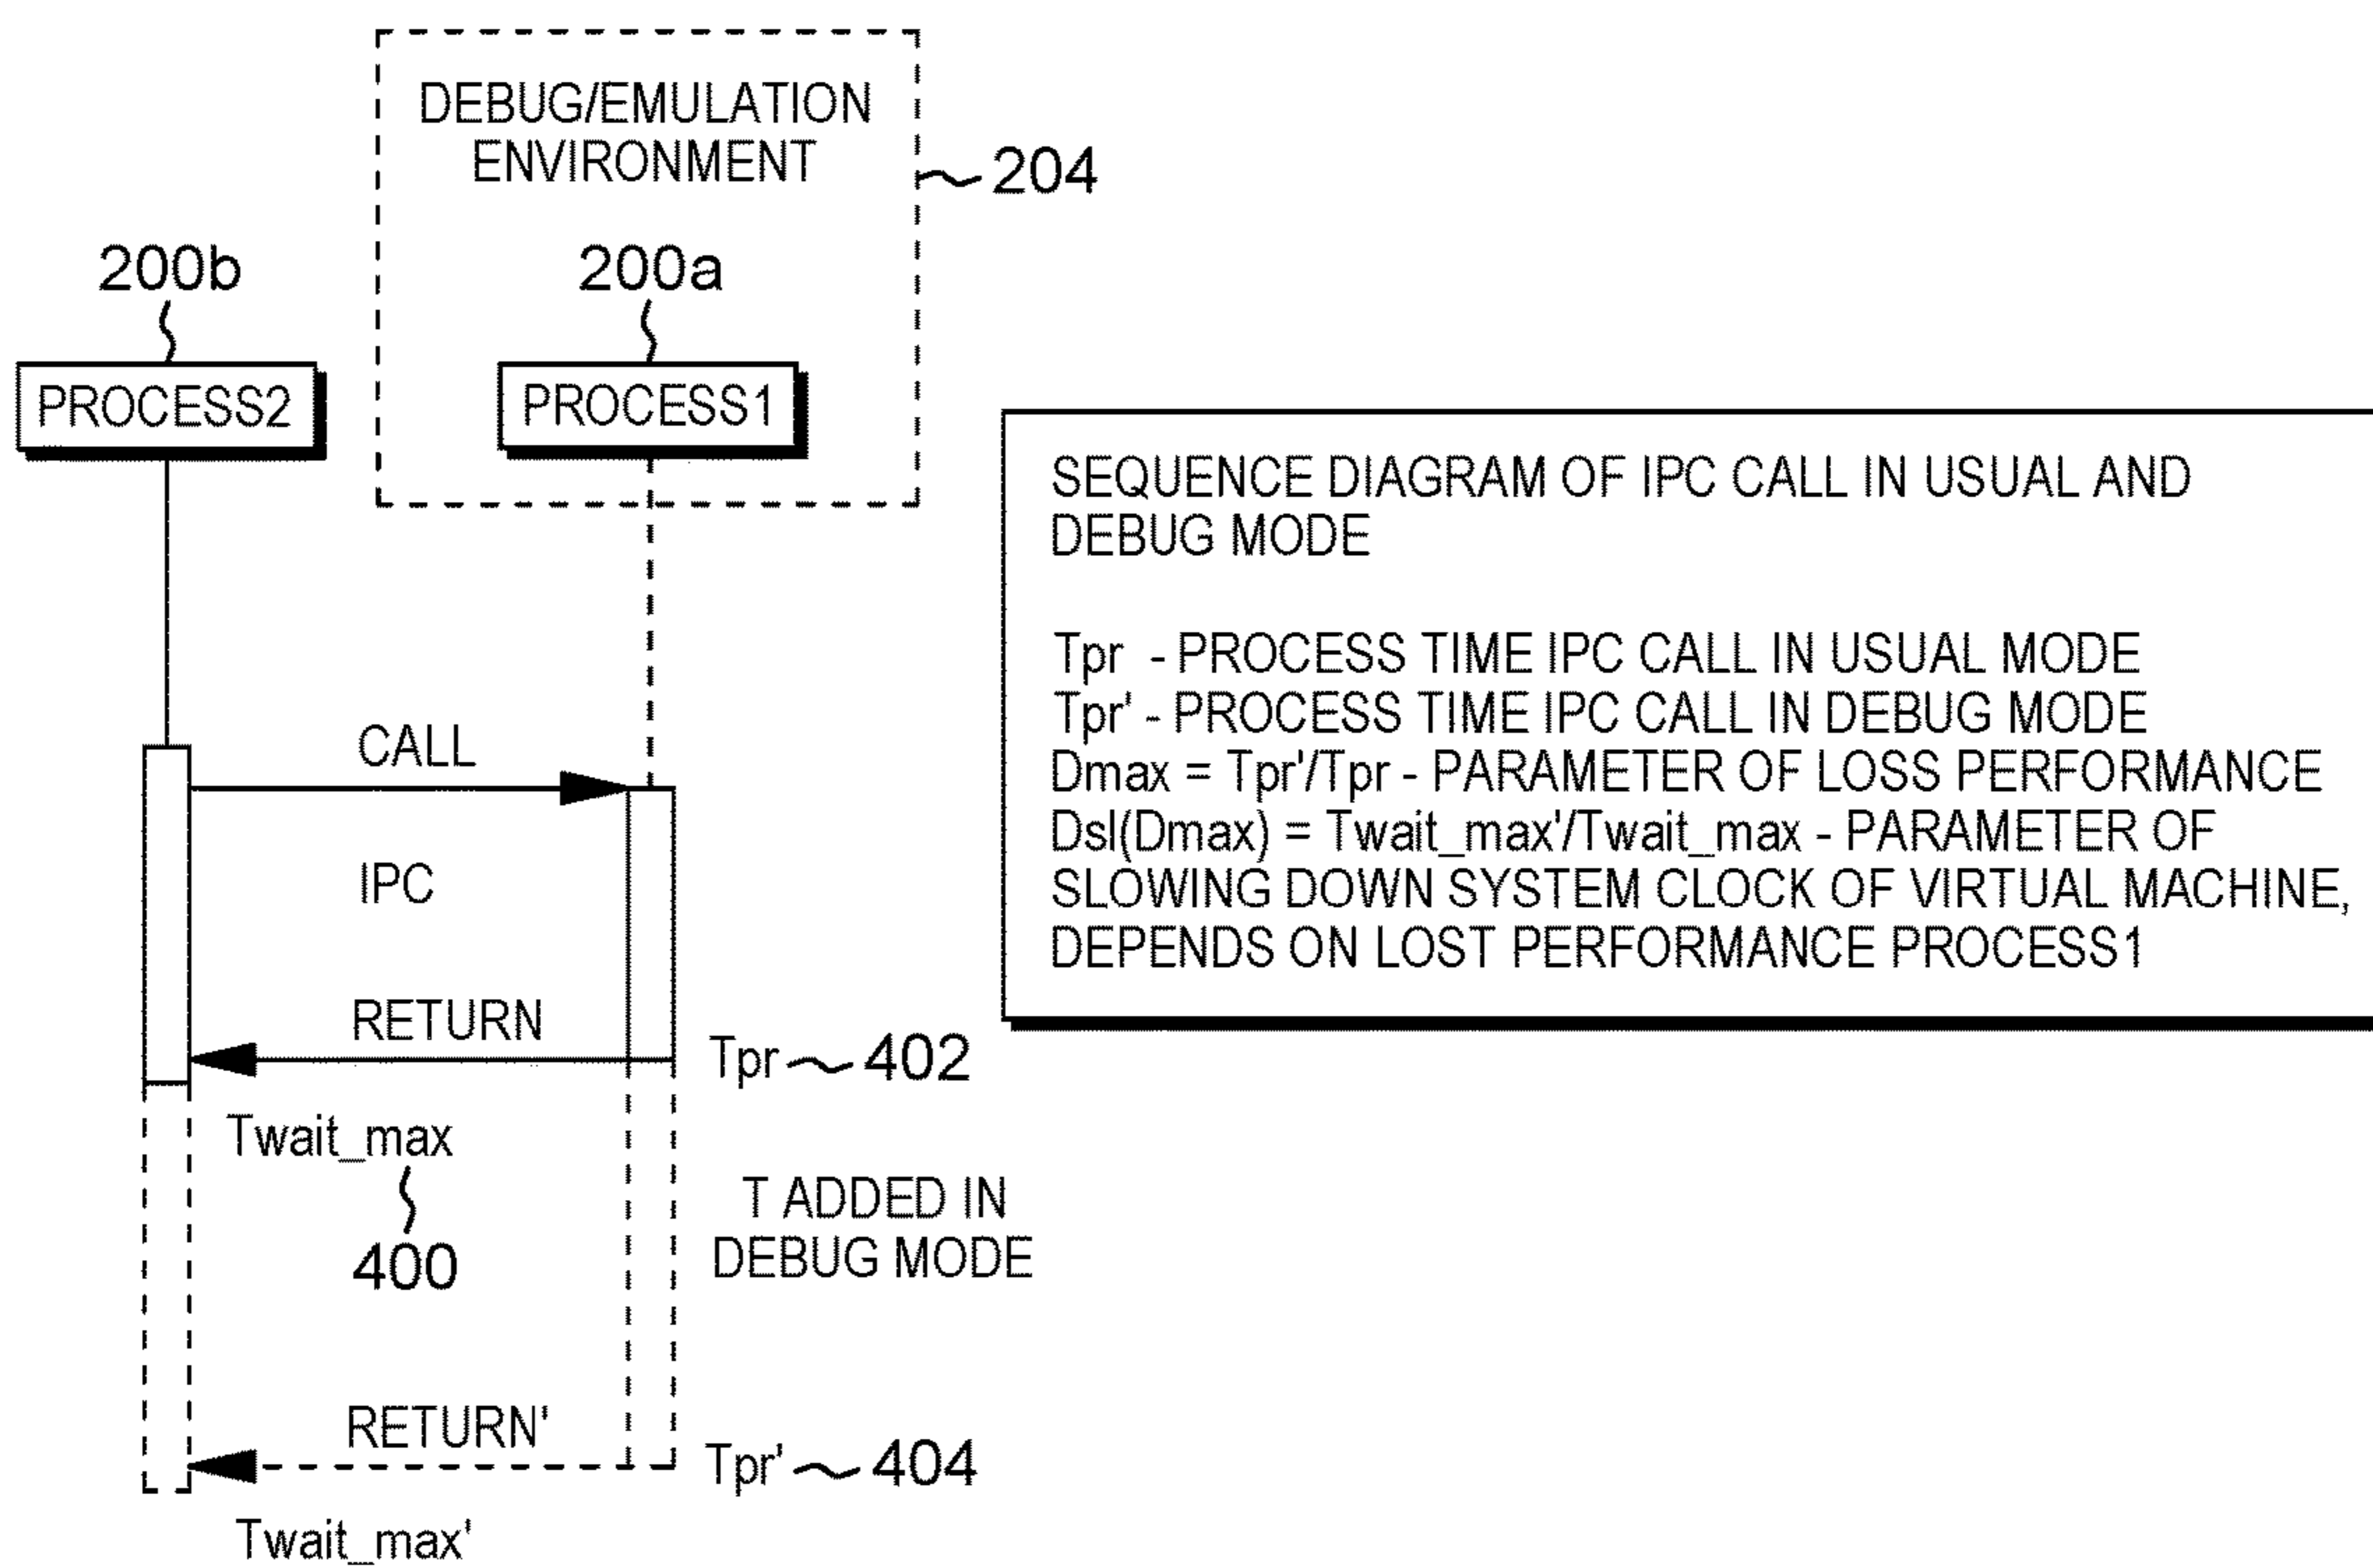 DEBUG/EMULATION
ENVIRONMENT
204
200b
200a
PROCESS2
PROCESS1
SEQUENCE DIAGRAM OF IPC CALL IN USUAL AND
DEBUG MODE
Tpr - PROCESS TIME IPC CALL IN USUAL MODE
Tpr' - PROCESS TIME IPC CALL IN DEBUG MODE
Dmax = Tpr'/Tpr - PARAMETER OF LOSS PERFORMANCE
Dsl(Dmax) = Twait_max'/Twait_max - PARAMETER OF
SLOWING DOWN SYSTEM CLOCK OF VIRTUAL MACHINE,
DEPENDS ON LOST PERFORMANCE PROCESS1
CALL
IPC
RETURN
Tpr 402
Twait_max
400
T ADDED IN
DEBUG MODE
RETURN'
Tpr' 404
Twait_max'